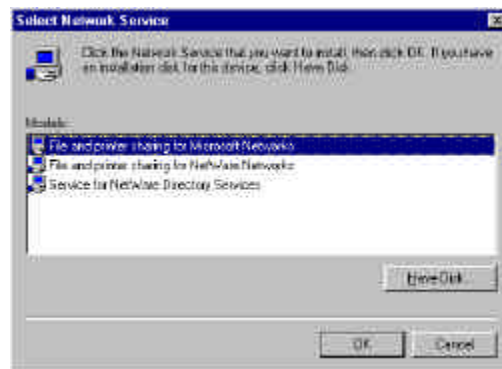 Select Network Service
Click the Network Service that you want to install, then click OK. If you have
an installation disk for this device, click Have Disk.
Models:
File and printer sharing for Microsoft Networks
File and printer sharing for NetWare Networks
Service for NetWare Directory Services
Have Disk...
OK
Cancel